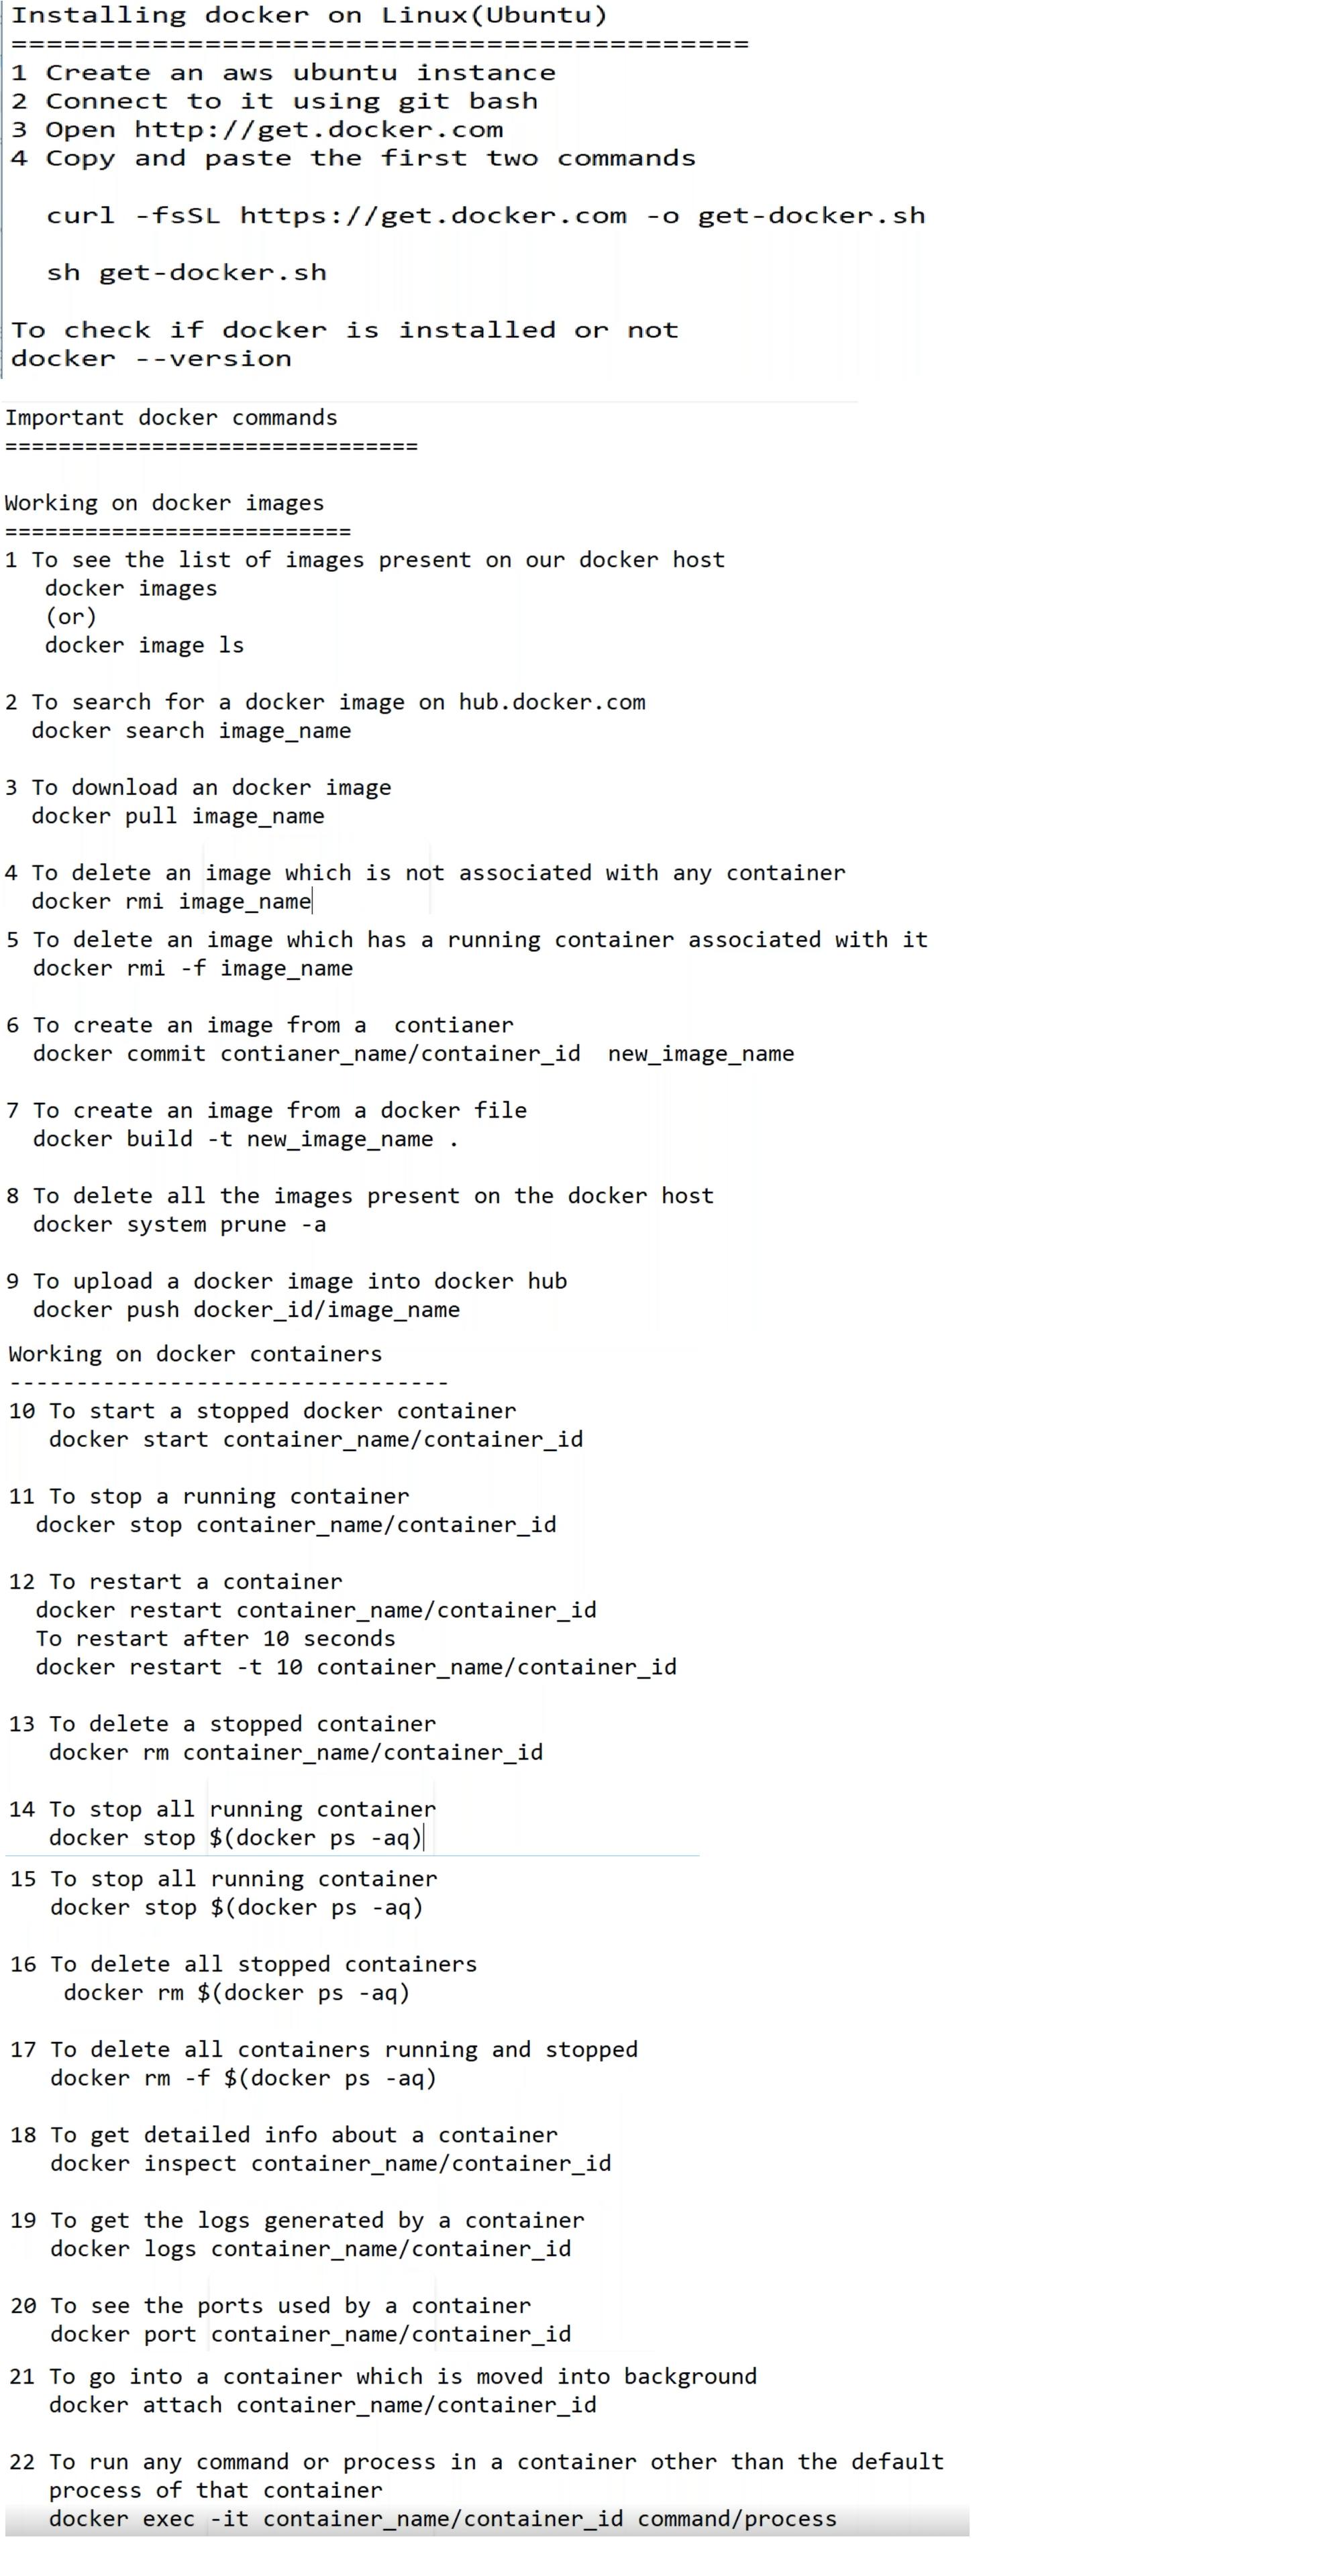 Installing docker on Linux(Ubuntu)
==========================================
1 Create an aws ubuntu instance
2 Connect to it using git bash
3 Open http://get.docker.com
4 Copy and paste the first two commands
curl -fsSL https://get.docker.com -o get-docker.sh
sh get-docker.sh
To check if docker is installed or not
docker --version
Important docker commands
===============================
Working on docker images
==========================
1 To see the list of images present on our docker host
docker images
(or)
docker image ls
2 To search for a docker image on hub.docker.com
docker search image_name
3 To download an docker image
docker pull image_name
4 To delete an image which is not associated with any container
docker rmi image_name
5 To delete an image which has a running container associated with it
docker rmi -f image_name
6 To create an image from a  contianer
docker commit contianer_name/container_id  new_image_name
7 To create an image from a docker file
docker build -t new_image_name .
8 To delete all the images present on the docker host
docker system prune -a
9 To upload a docker image into docker hub
docker push docker_id/image_name
Working on docker containers
---------------------------------
10 To start a stopped docker container
docker start container_name/container_id
11 To stop a running container
docker stop container_name/container_id
12 To restart a container
docker restart container_name/container_id
To restart after 10 seconds
docker restart -t 10 container_name/container_id
13 To delete a stopped container
docker rm container_name/container_id
14 To stop all running container
docker stop $(docker ps -aq)
15 To stop all running container
docker stop $(docker ps -aq)
16 To delete all stopped containers
docker rm $(docker ps -aq)
17 To delete all containers running and stopped
docker rm -f $(docker ps -aq)
18 To get detailed info about a container
docker inspect container_name/container_id
19 To get the logs generated by a container
docker logs container_name/container_id
20 To see the ports used by a container
docker port container_name/container_id
21 To go into a container which is moved into background
docker attach container_name/container_id
22 To run any command or process in a container other than the default
process of that container
docker exec -it container_name/container_id command/process